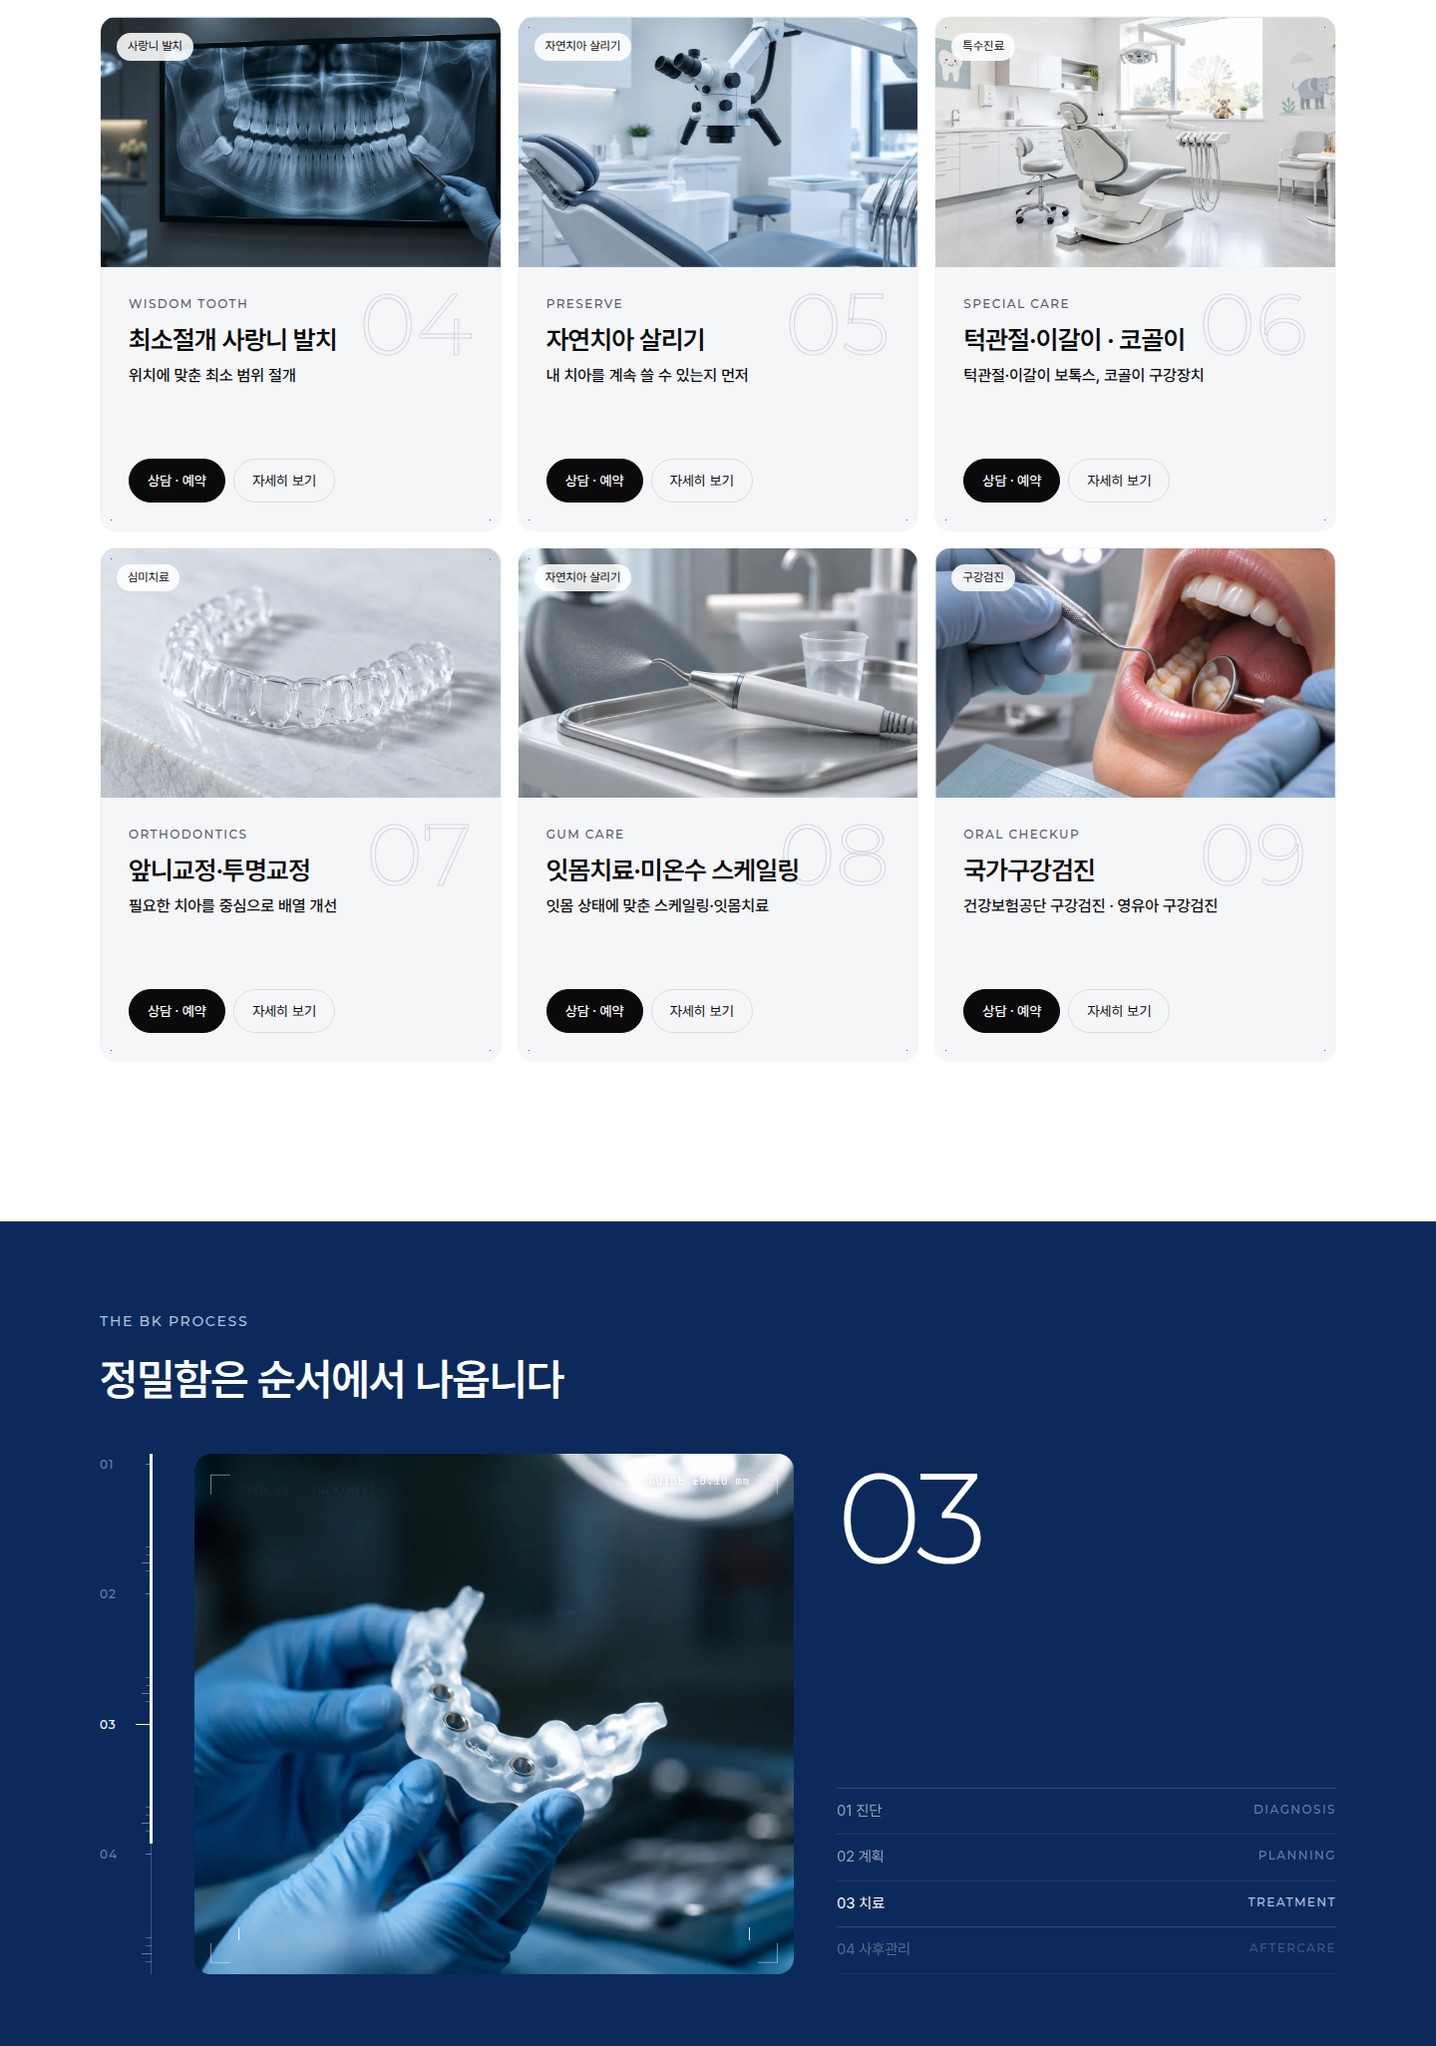 사랑니 발치
자연치아 살리기
특수진료
WISDOM TOOTH
04
최소절개 사랑니 발치
위치에 맞춘 최소 범위 절개
상담 · 예약
자세히 보기
PRESERVE
05
자연치아 살리기
내 치아를 계속 쓸 수 있는지 먼저
상담 · 예약
자세히 보기
SPECIAL CARE
06
턱관절·이갈이 · 코골이
턱관절·이갈이 보톡스, 코골이 구강장치
상담 · 예약
자세히 보기
심미치료
자연치아 살리기
구강검진
ORTHODONTICS
07
앞니교정·투명교정
필요한 치아를 중심으로 배열 개선
상담 · 예약
자세히 보기
GUM CARE
08
잇몸치료·미온수 스케일링
잇몸 상태에 맞춘 스케일링·잇몸치료
상담 · 예약
자세히 보기
ORAL CHECKUP
09
국가구강검진
건강보험공단 구강검진 · 영유아 구강검진
상담 · 예약
자세히 보기
THE BK PROCESS
정밀함은 순서에서 나옵니다
01
02
03
04
STEP 03 — TREATMENT
GUIDE ±0.10 mm
03
01 진단 DIAGNOSIS
02 계획 PLANNING
03 치료 TREATMENT
04 사후관리 AFTERCARE